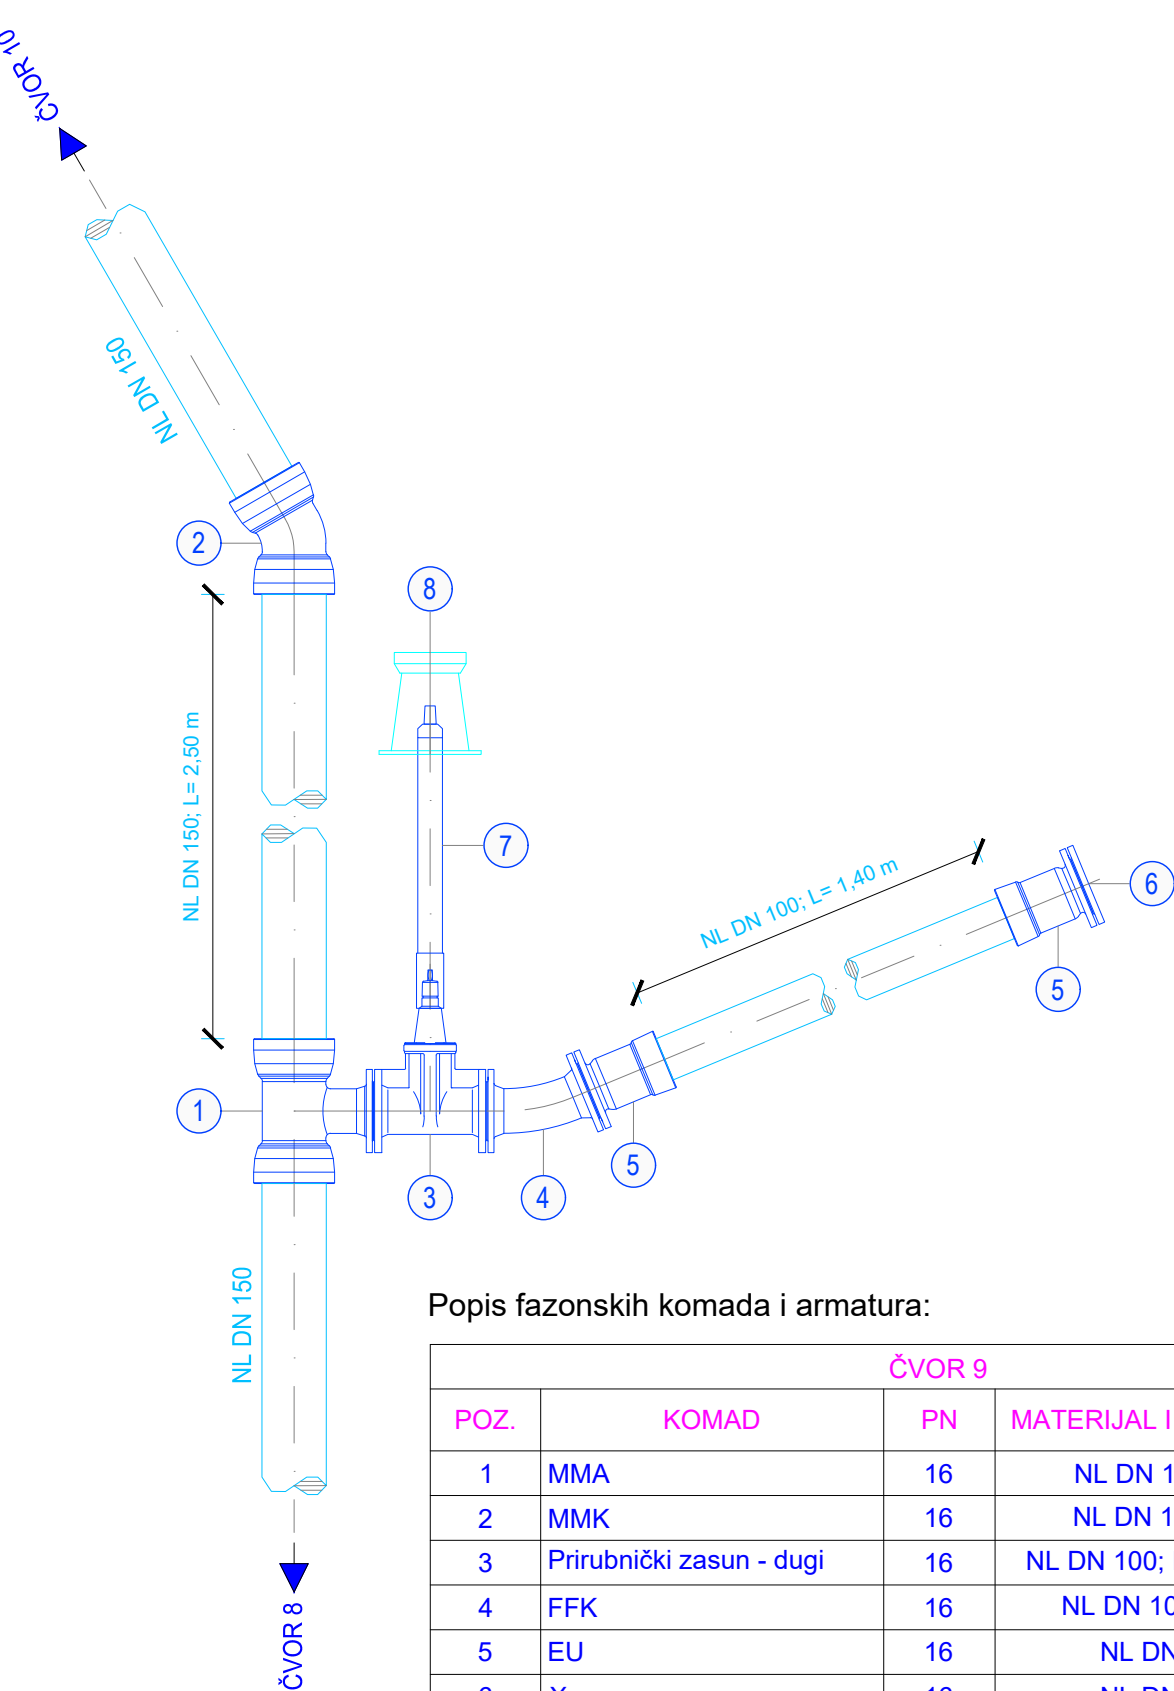 ČVOR 10
NL DN 150
2
8
NL DN 150; L= 2,50 m
7
NL DN 100; L= 1,40 m
6
5
1
5
3
4
NL DN 150
Popis fazonskih komada i armatura:
ČVOR 9
POZ. KOMAD PN MATERIJAL I
1 MMA 16 NL DN 1
2 MMK 16 NL DN 1
3 Prirubnički zasun - dugi 16 NL DN 100;
4 FFK 16 NL DN 10
5 EU 16 NL DN
ČVOR 8